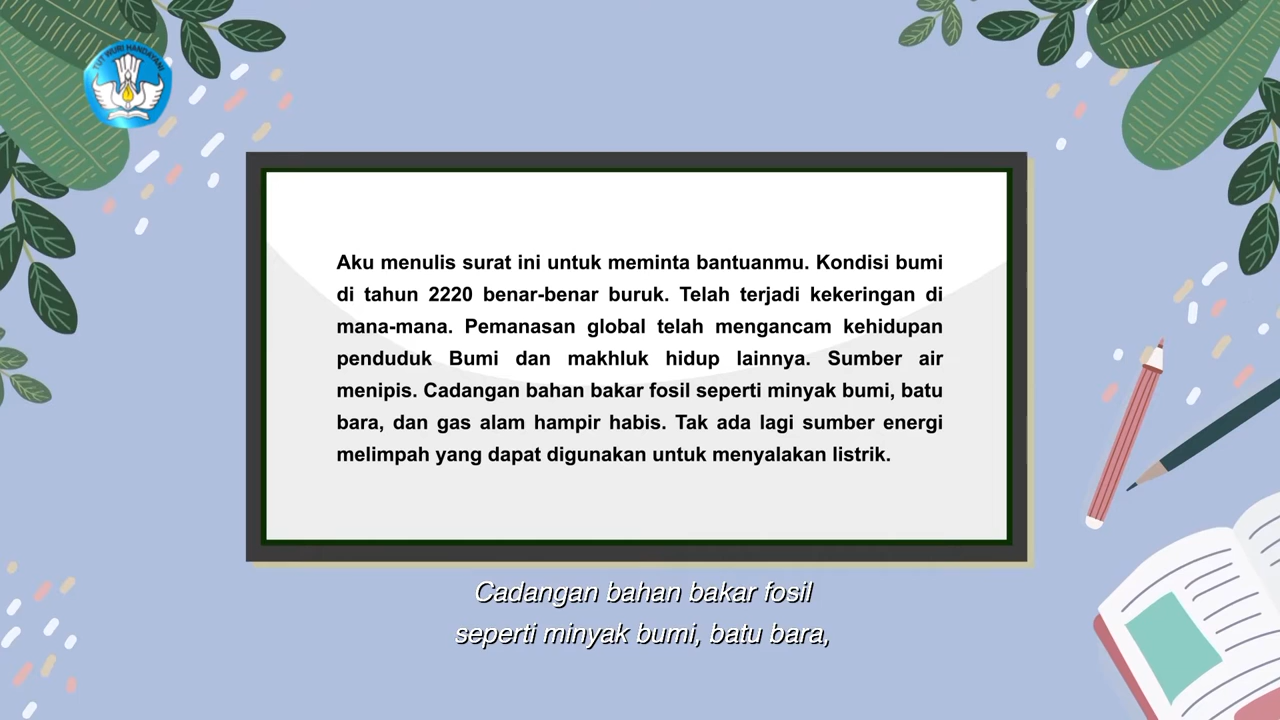 TUT WURI HANDAYANI
Aku menulis surat ini untuk meminta bantuanmu. Kondisi bumi
di tahun 2220 benar-benar buruk. Telah terjadi kekeringan di
mana-mana. Pemanasan global telah mengancam kehidupan
penduduk Bumi dan makhluk hidup lainnya. Sumber air
menipis. Cadangan bahan bakar fosil seperti minyak bumi, batu
bara, dan gas alam hampir habis. Tak ada lagi sumber energi
melimpah yang dapat digunakan untuk menyalakan listrik.
Cadangan bahan bakar fosil
seperti minyak bumi, batu bara,